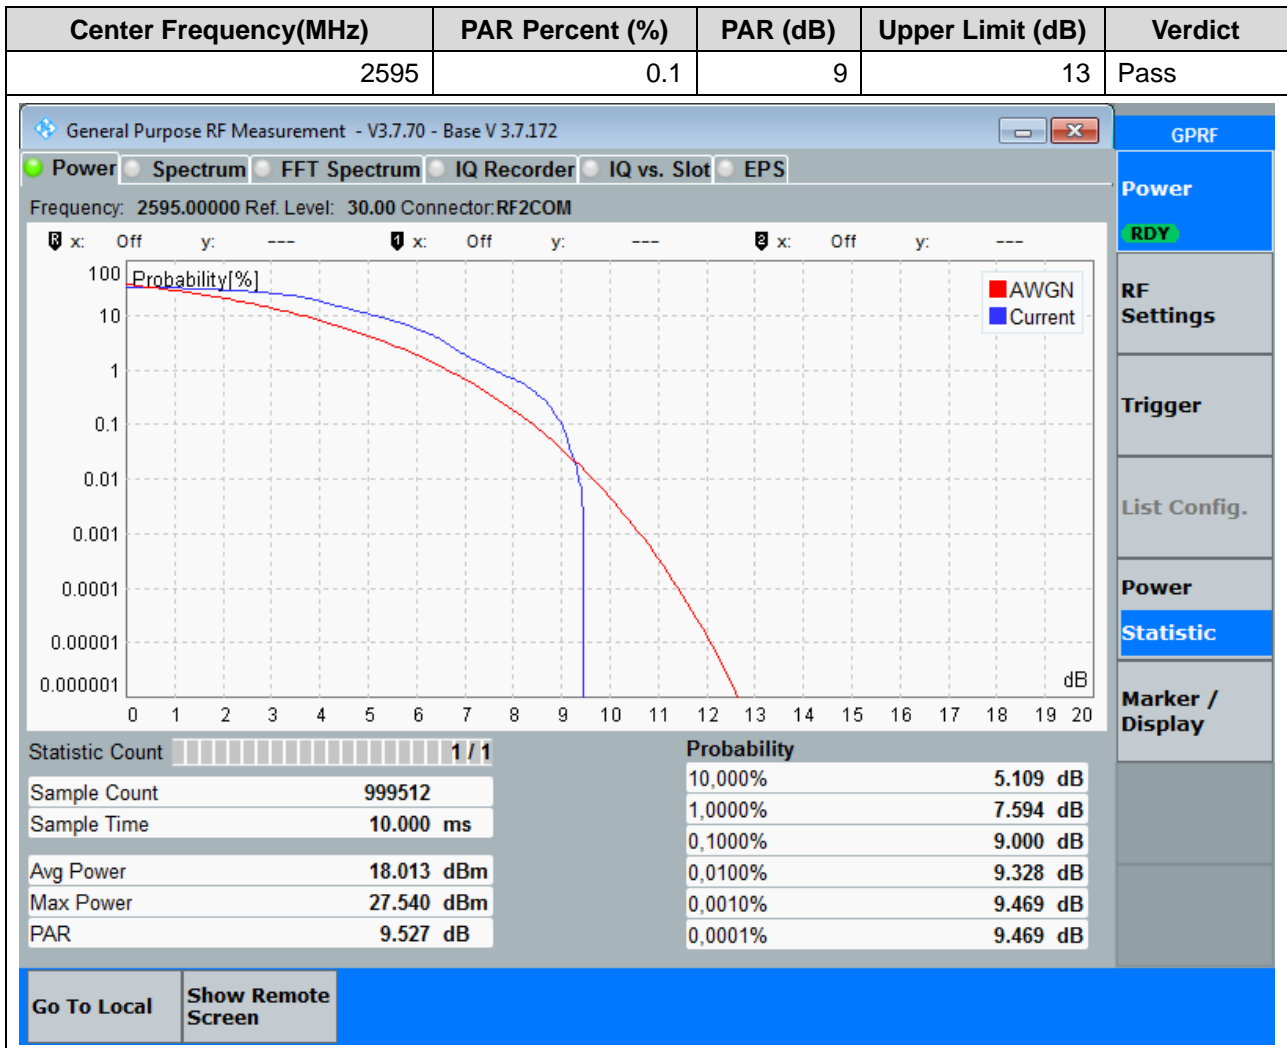 Center Frequency(MHz) PAR Percent (%) PAR (dB) Upper Limit (dB) Verdict
2595 0.1 9 13 Pass
General Purpose RF Measurement - V3.7.70 - Base V 3.7.172
GPRF
Power Spectrum FFT Spectrum IQ Recorder IQ vs. Slot EPS
Frequency: 2595.00000 Ref. Level: 30.00 Connector:RF2COM
R x: Off y: --- 1 x: Off y: --- 2 x: Off y: ---
Probability[%]
100
10
1
0.1
0.01
0.001
0.0001
0.00001
0.000001
AWGN
Current
dB
0 1 2 3 4 5 6 7 8 9 10 11 12 13 14 15 16 17 18 19 20
Statistic Count 1 / 1
Sample Count 999512
Sample Time 10.000 ms
Avg Power 18.013 dBm
Max Power 27.540 dBm
PAR 9.527 dB
Probability
10,000% 5.109 dB
1,0000% 7.594 dB
0,1000% 9.000 dB
0,0100% 9.328 dB
0,0010% 9.469 dB
0,0001% 9.469 dB
Power
RDY
RF
Settings
Trigger
List Config.
Power
Statistic
Marker /
Display
Go To Local
Show Remote
Screen